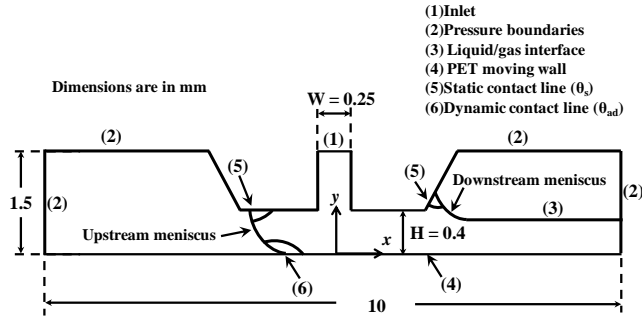 (1)Inlet
(2)Pressure boundaries
(3) Liquid/gas interface
(4) PET moving wall
(5)Static contact line (θs)
(6)Dynamic contact line (θad)
Dimensions are in mm
W = 0.25
(2)
(1)
(2)
(5)
(5)
Downstream meniscus
1.5
(2)
(2)
y
(3)
Upstream meniscus
x
H = 0.4
(6)
(4)
10